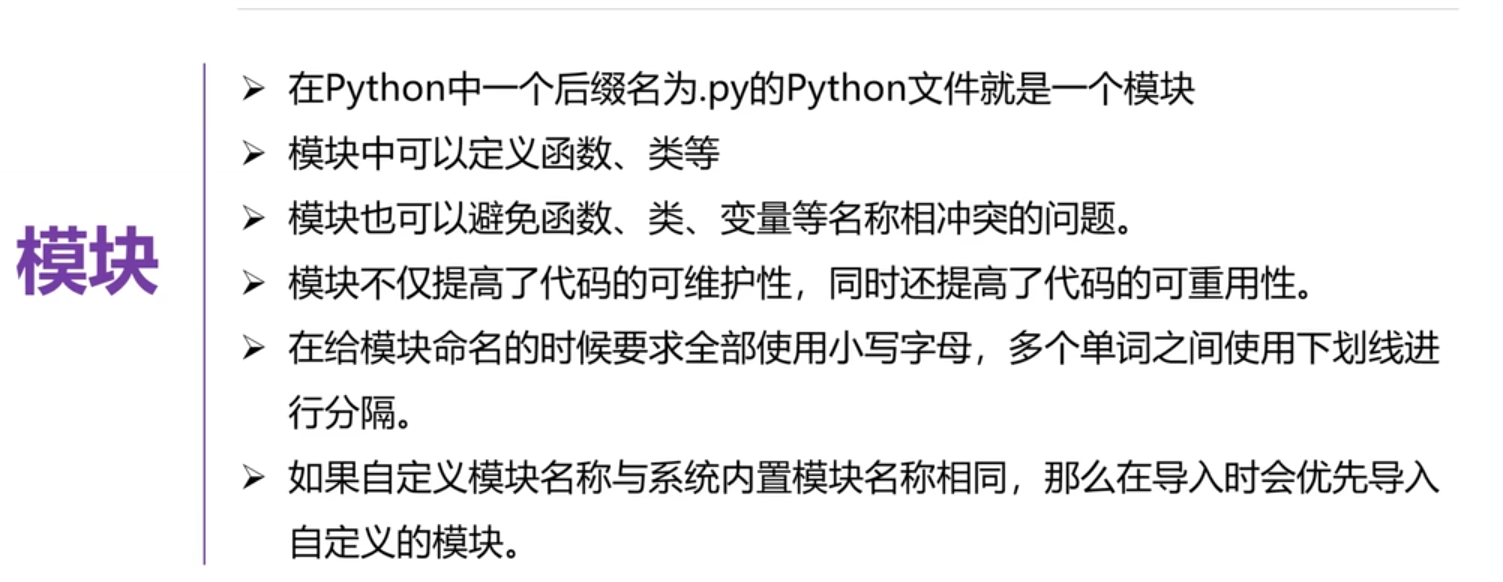 模块
➢ 在Python中一个后缀名为.py的Python文件就是一个模块
➢ 模块中可以定义函数、类等
➢ 模块也可以避免函数、类、变量等名称相冲突的问题。
➢ 模块不仅提高了代码的可维护性，同时还提高了代码的可重用性。
➢ 在给模块命名的时候要求全部使用小写字母，多个单词之间使用下划线进
行分隔。
➢ 如果自定义模块名称与系统内置模块名称相同，那么在导入时会优先导入
自定义的模块。